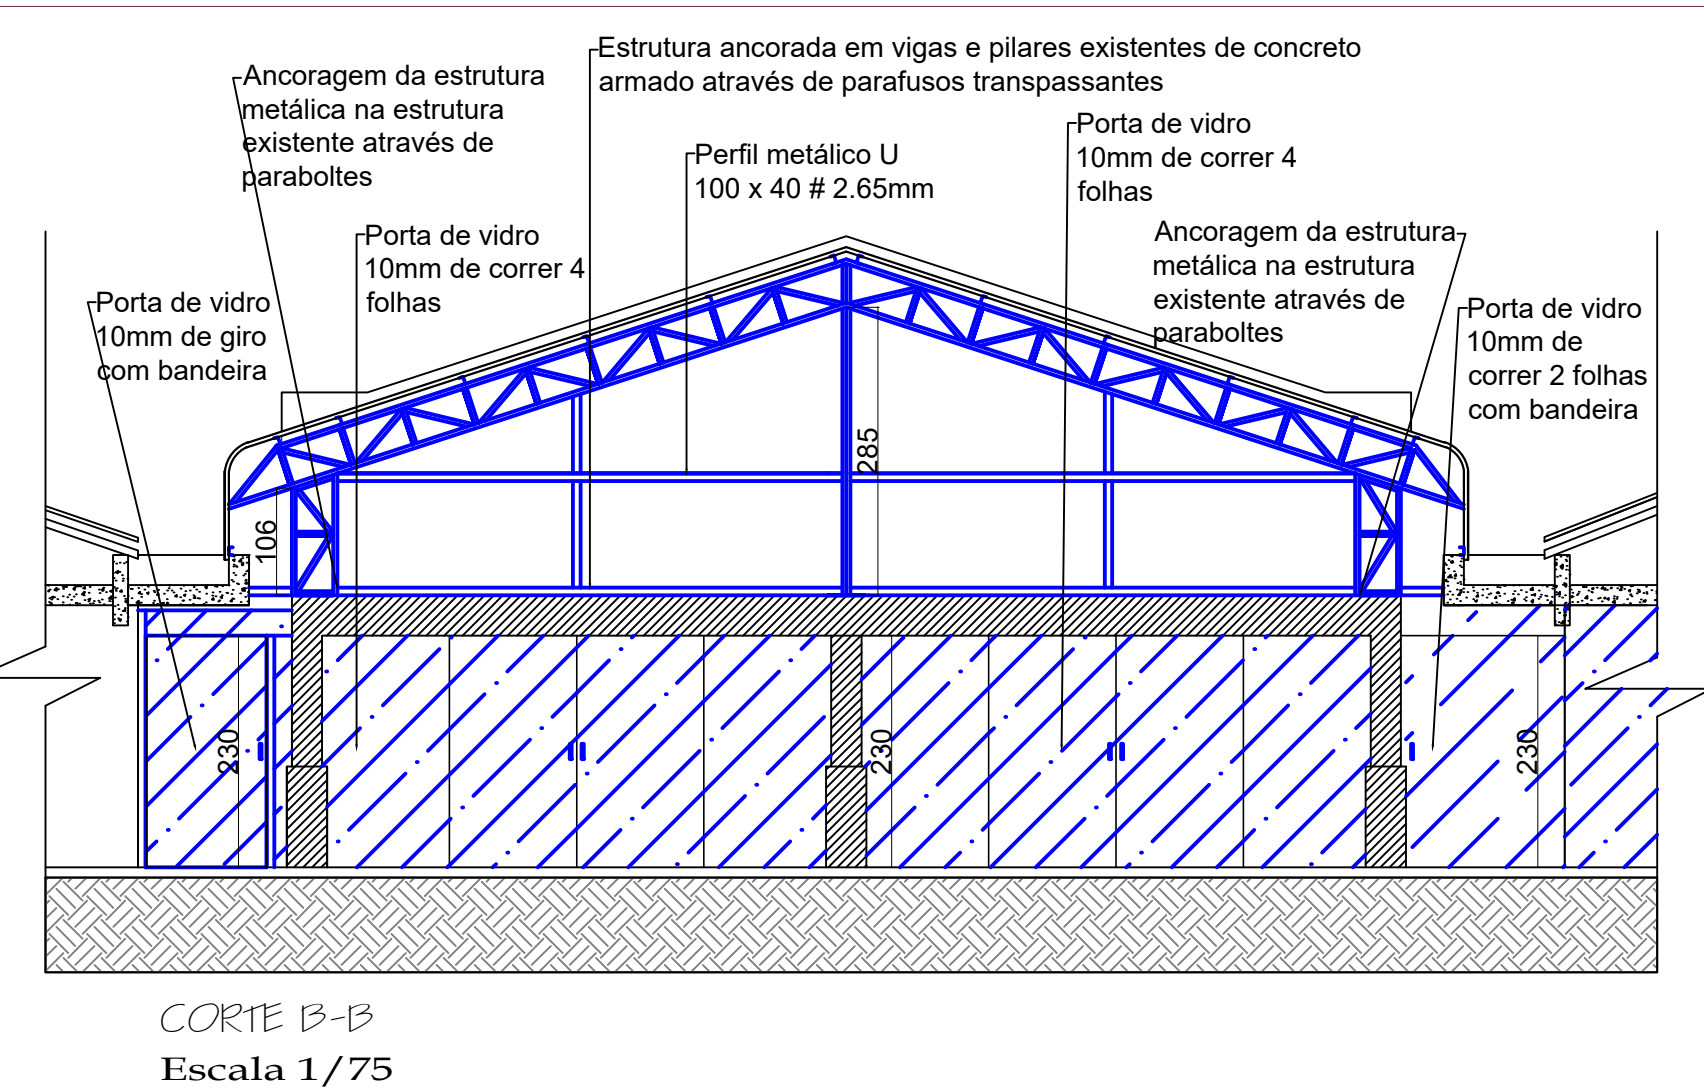 Estrutura ancorada em vigas e pilares existentes de concreto
armado através de parafusos transpassantes
Ancoragem da estrutura
metálica na estrutura
existente através de
paraboltes
Porta de vidro
10mm de correr 4
folhas
Perfil metálico U
100 x 40 # 2.65mm
Porta de vidro
10mm de correr 4
folhas
Ancoragem da estrutura
metálica na estrutura
existente através de
paraboltes
Porta de vidro
10mm de giro
com bandeira
Porta de vidro
10mm de
correr 2 folhas
com bandeira
285
106
230
230
230
CORTE B-B
Escala 1/75